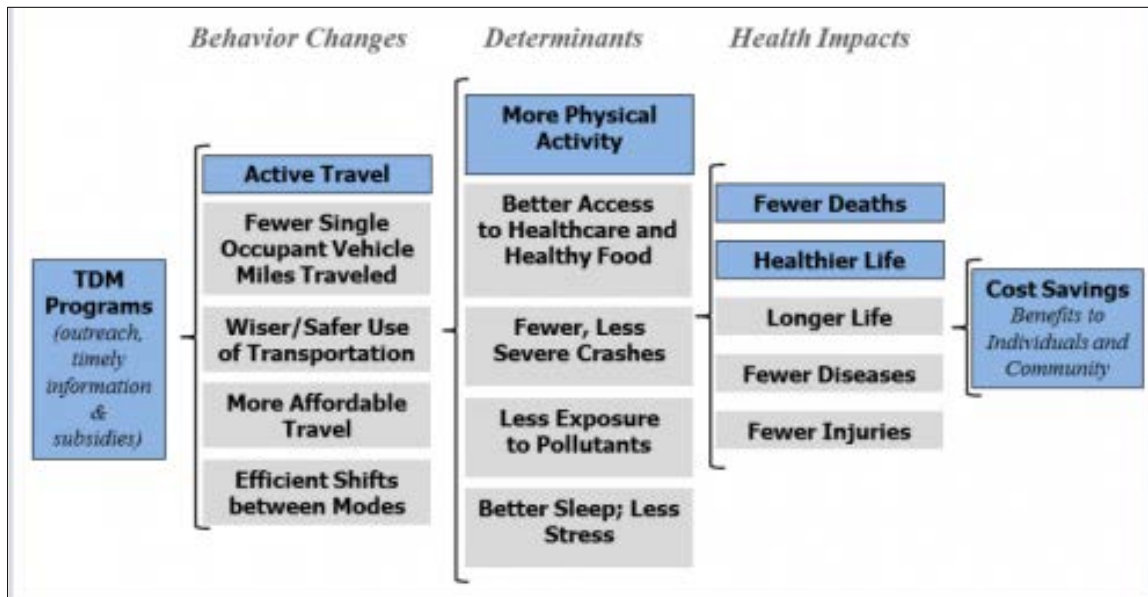 Behavior Changes
Determinants
Health Impacts
TDM
Programs
(outreach,
timely
information
&
subsidies)
Active Travel
Fewer Single
Occupant Vehicle
Miles Traveled
Wiser/Safer Use
of Transportation
More Affordable
Travel
Efficient Shifts
between Modes
More Physical
Activity
Better Access
to Healthcare and
Healthy Food
Fewer, Less
Severe Crashes
Less Exposure
to Pollutants
Better Sleep; Less
Stress
Fewer Deaths
Healthier Life
Longer Life
Fewer Diseases
Fewer Injuries
Cost Savings
Benefits to
Individuals and
Community